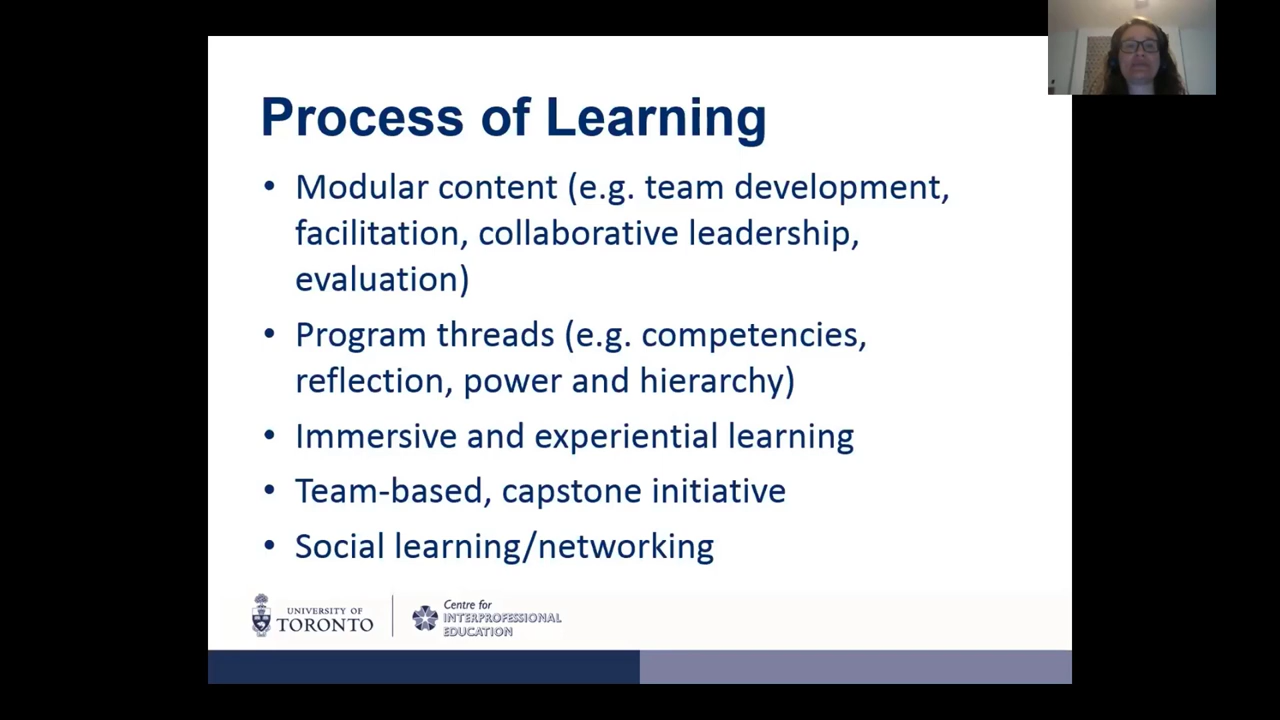 Process of Learning
• Modular content (e.g. team development,
facilitation, collaborative leadership,
evaluation)
• Program threads (e.g. competencies,
reflection, power and hierarchy)
• Immersive and experiential learning
• Team-based, capstone initiative
• Social learning/networking
UNIVERSITY OF
TORONTO
Centre for
INTERPROFESSIONAL
EDUCATION